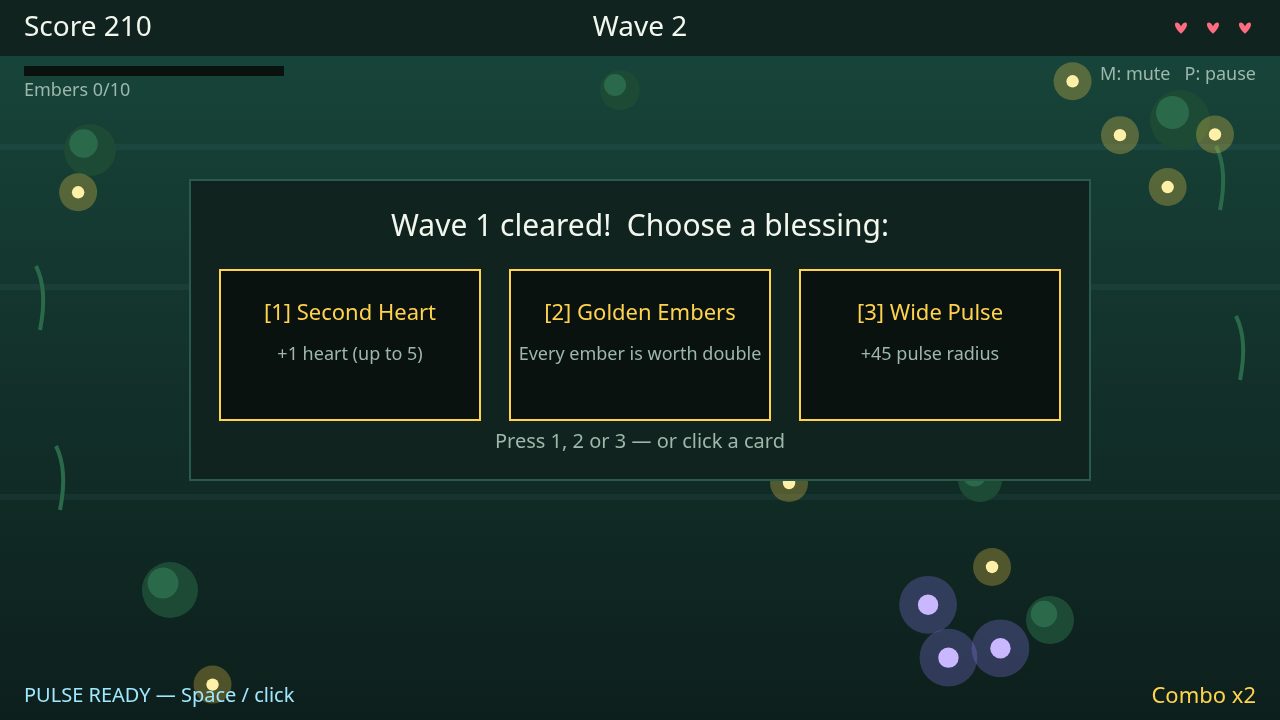 Score 210
Wave 2
Embers 0/10
M: mute P: pause
Wave 1 cleared! Choose a blessing:
[1] Second Heart
+1 heart (up to 5)
[2] Golden Embers
Every ember is worth double
[3] Wide Pulse
+45 pulse radius
Press 1, 2 or 3 — or click a card
PULSE READY — Space / click
Combo x2